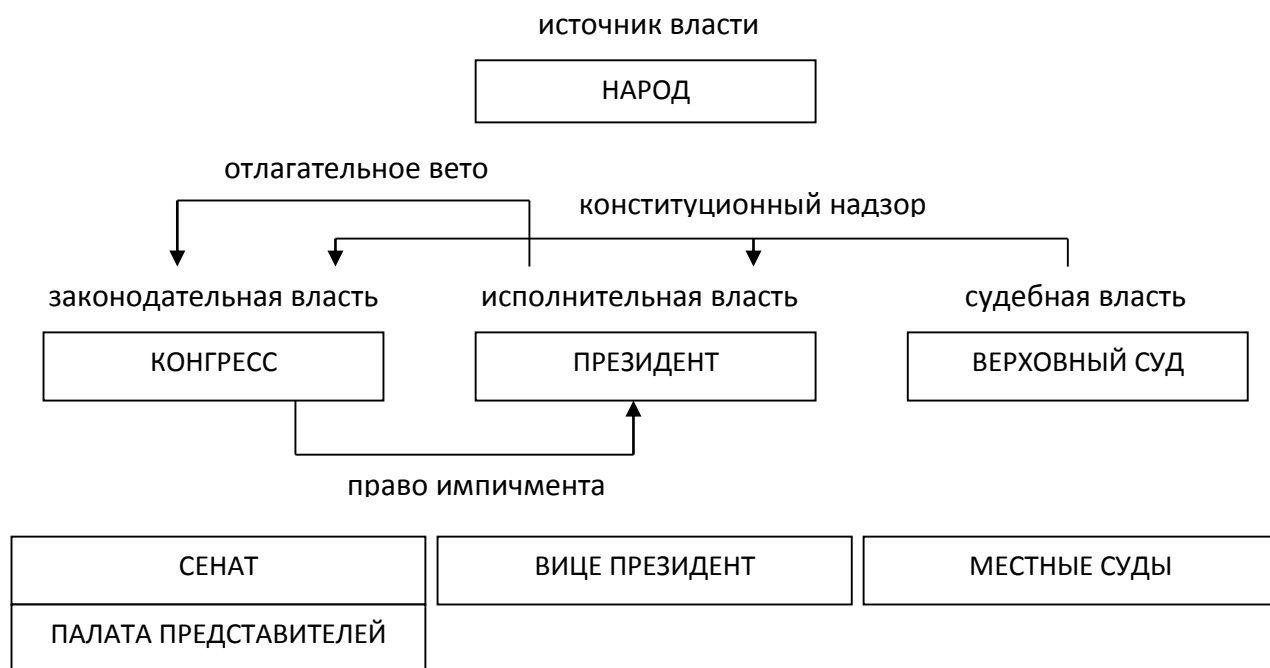 источник власти
НАРОД
отлагательное вето
конституционный надзор
законодательная власть
исполнительная власть
судебная власть
КОНГРЕСС
ПРЕЗИДЕНТ
ВЕРХОВНЫЙ СУД
право импичмента
СЕНАТ
ВИЦЕ ПРЕЗИДЕНТ
МЕСТНЫЕ СУДЫ
ПАЛАТА ПРЕДСТАВИТЕЛЕЙ